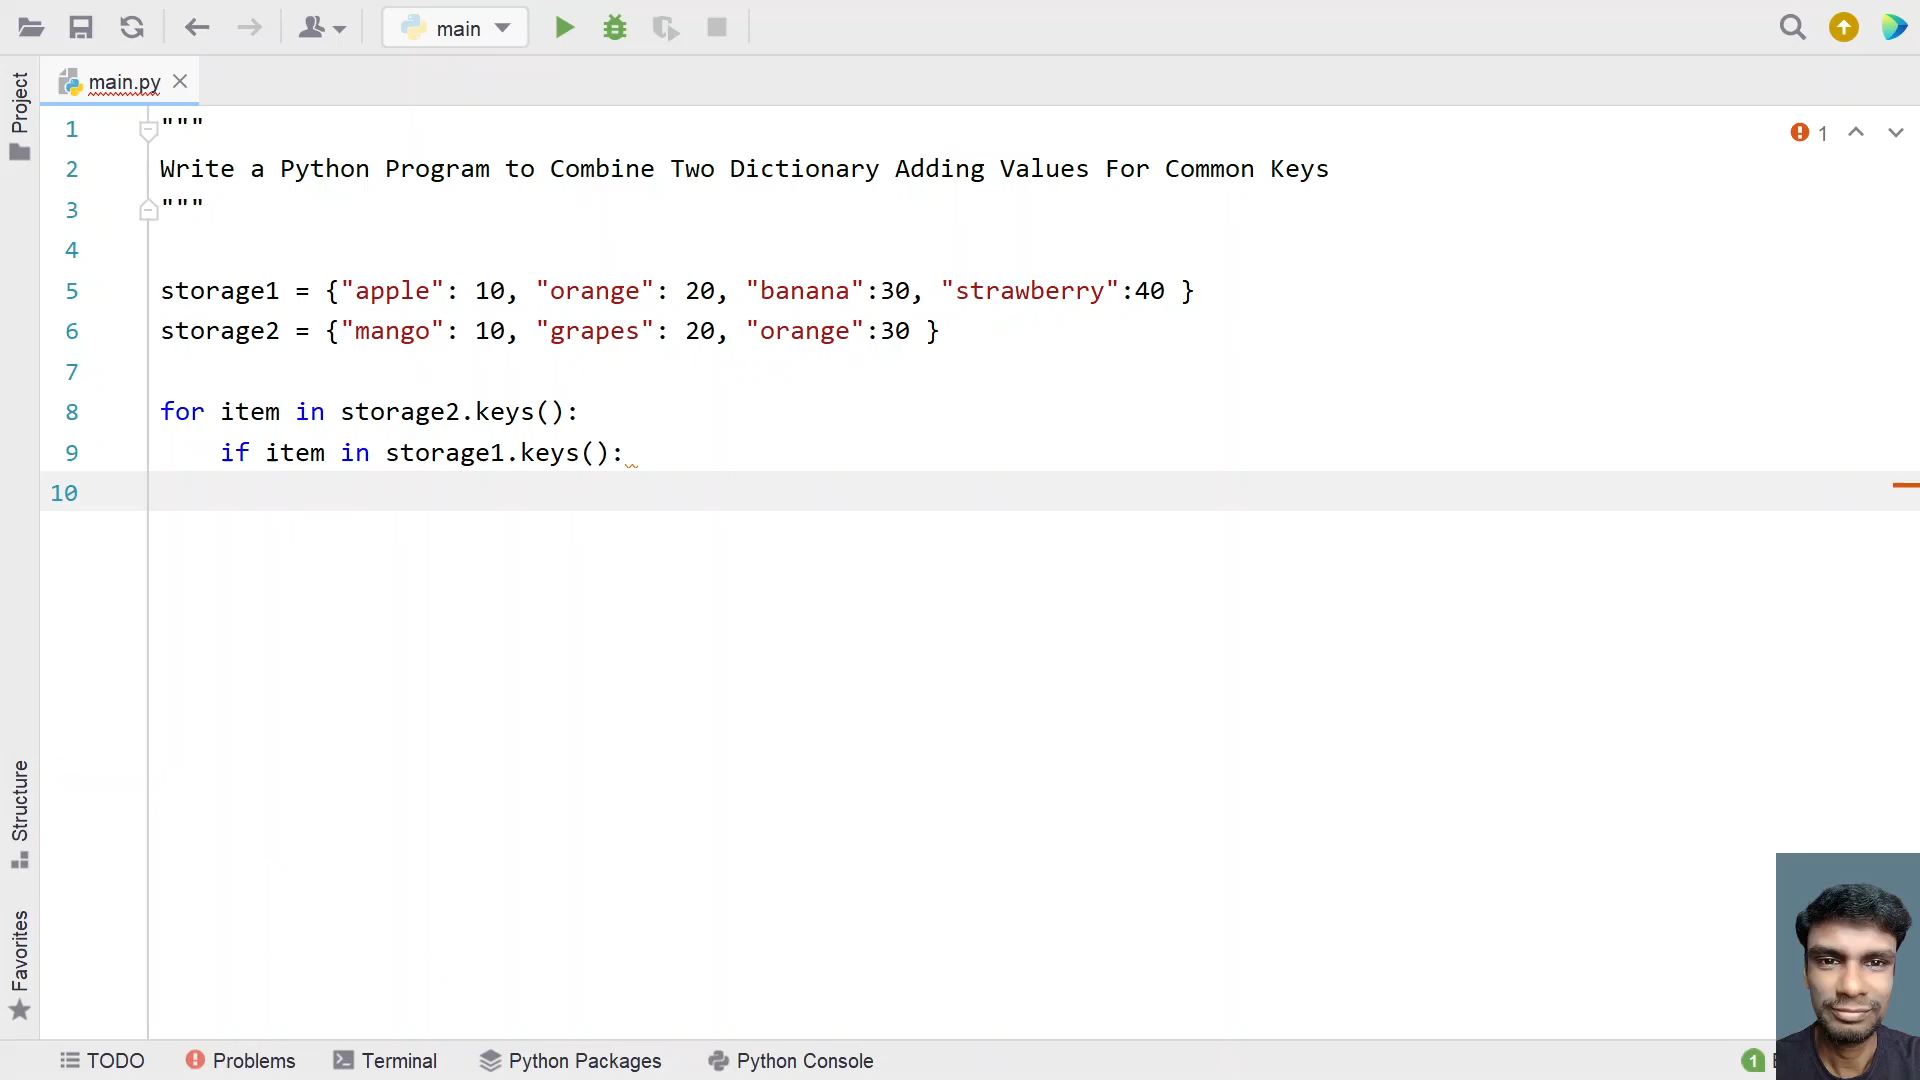 main
main.py
1
Project
1 """
2 Write a Python Program to Combine Two Dictionary Adding Values For Common Keys
3 """
4
5 storage1 = {"apple": 10, "orange": 20, "banana":30, "strawberry":40 }
6 storage2 = {"mango": 10, "grapes": 20, "orange":30 }
7
8 for item in storage2.keys():
9     if item in storage1.keys():
10
Structure
Favorites
TODO Problems Terminal Python Packages Python Console 1